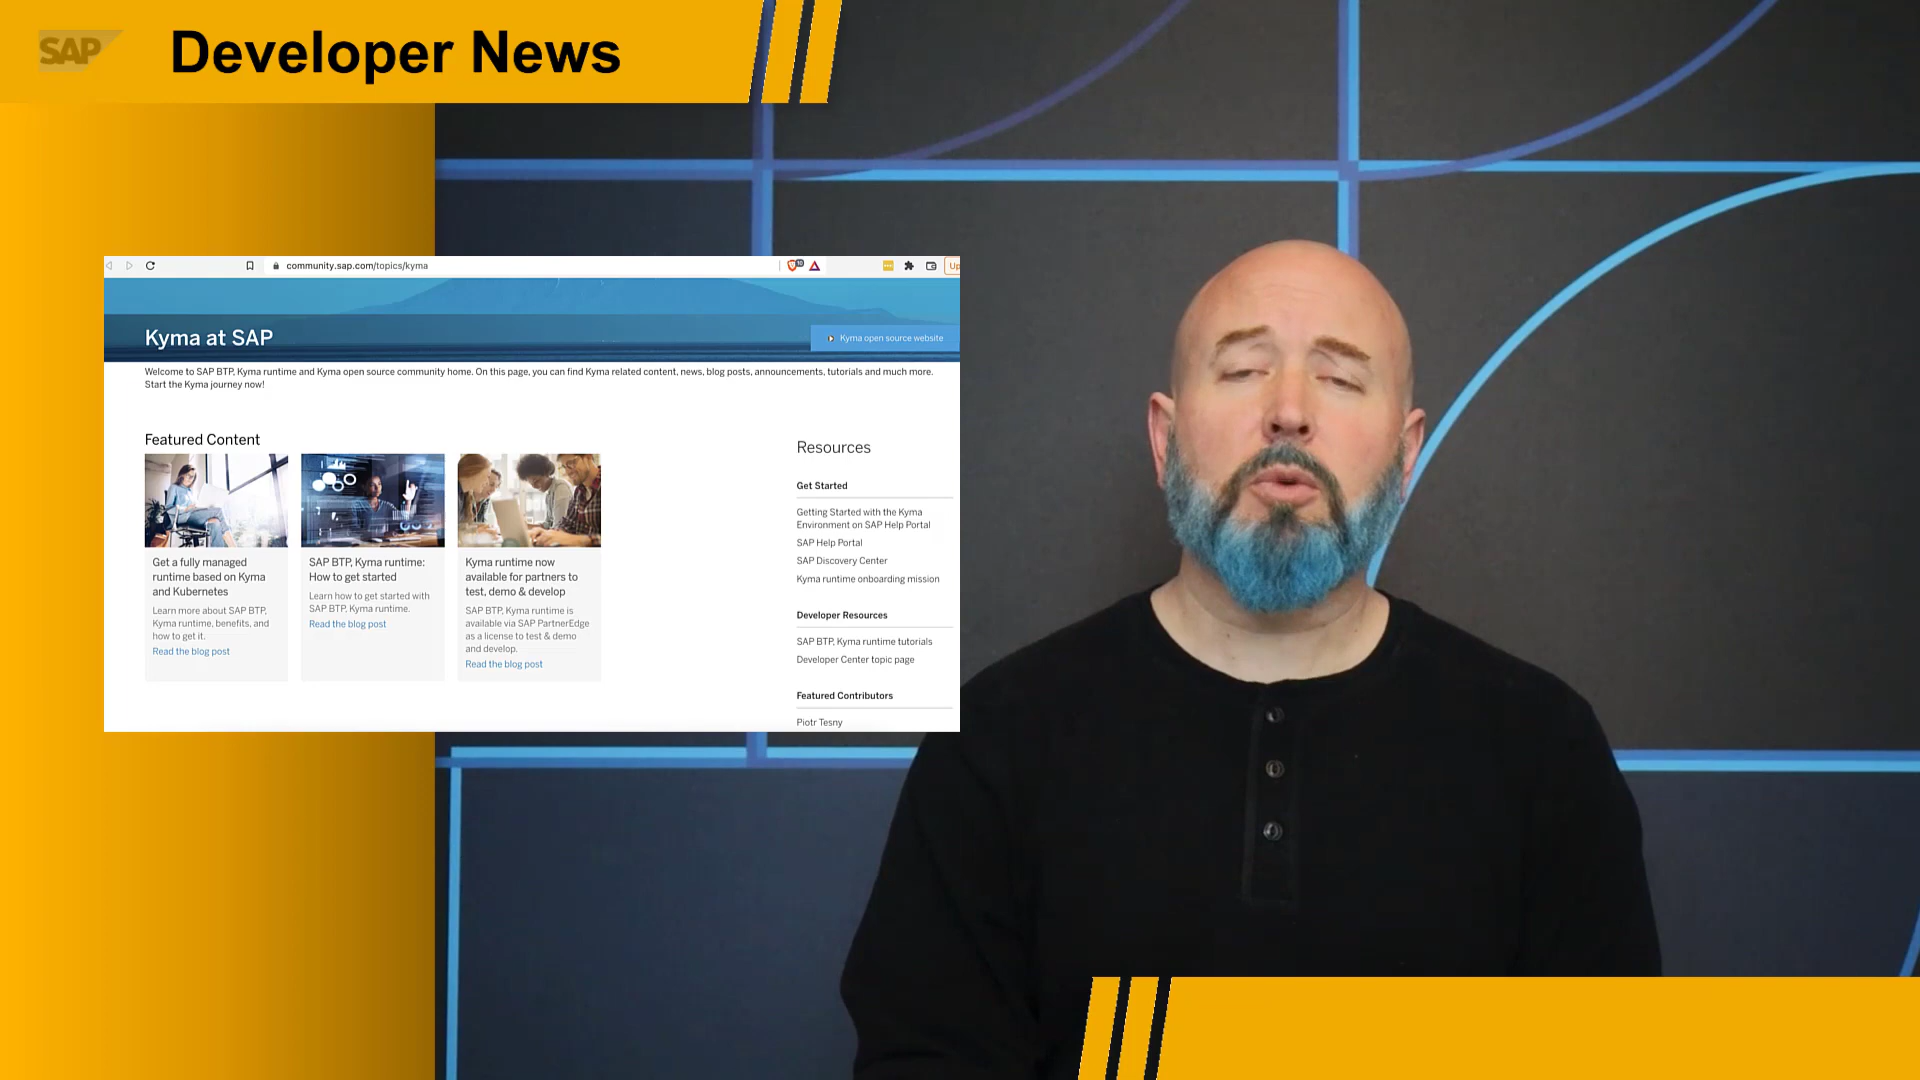 SAP
Developer News
community.sap.com/topics/kyma
Up
Kyma at SAP
Kyma open source website
Welcome to SAP BTP, Kyma runtime and Kyma open source community home. On this page, you can find Kyma related content, news, blog posts, announcements, tutorials and much more.
Start the Kyma journey now!
Featured Content
Get a fully managed
runtime based on Kyma
and Kubernetes
Learn more about SAP BTP,
Kyma runtime, benefits, and
how to get it.
Read the blog post
SAP BTP, Kyma runtime:
How to get started
Learn how to get started with
SAP BTP, Kyma runtime.
Read the blog post
Kyma runtime now
available for partners to
test, demo & develop
SAP BTP, Kyma runtime is
available via SAP PartnerEdge
as a license to test & demo
and develop.
Read the blog post
Resources
Get Started
Getting Started with the Kyma
Environment on SAP Help Portal
SAP Help Portal
SAP Discovery Center
Kyma runtime onboarding mission
Developer Resources
SAP BTP, Kyma runtime tutorials
Developer Center topic page
Featured Contributors
Piotr Tesny